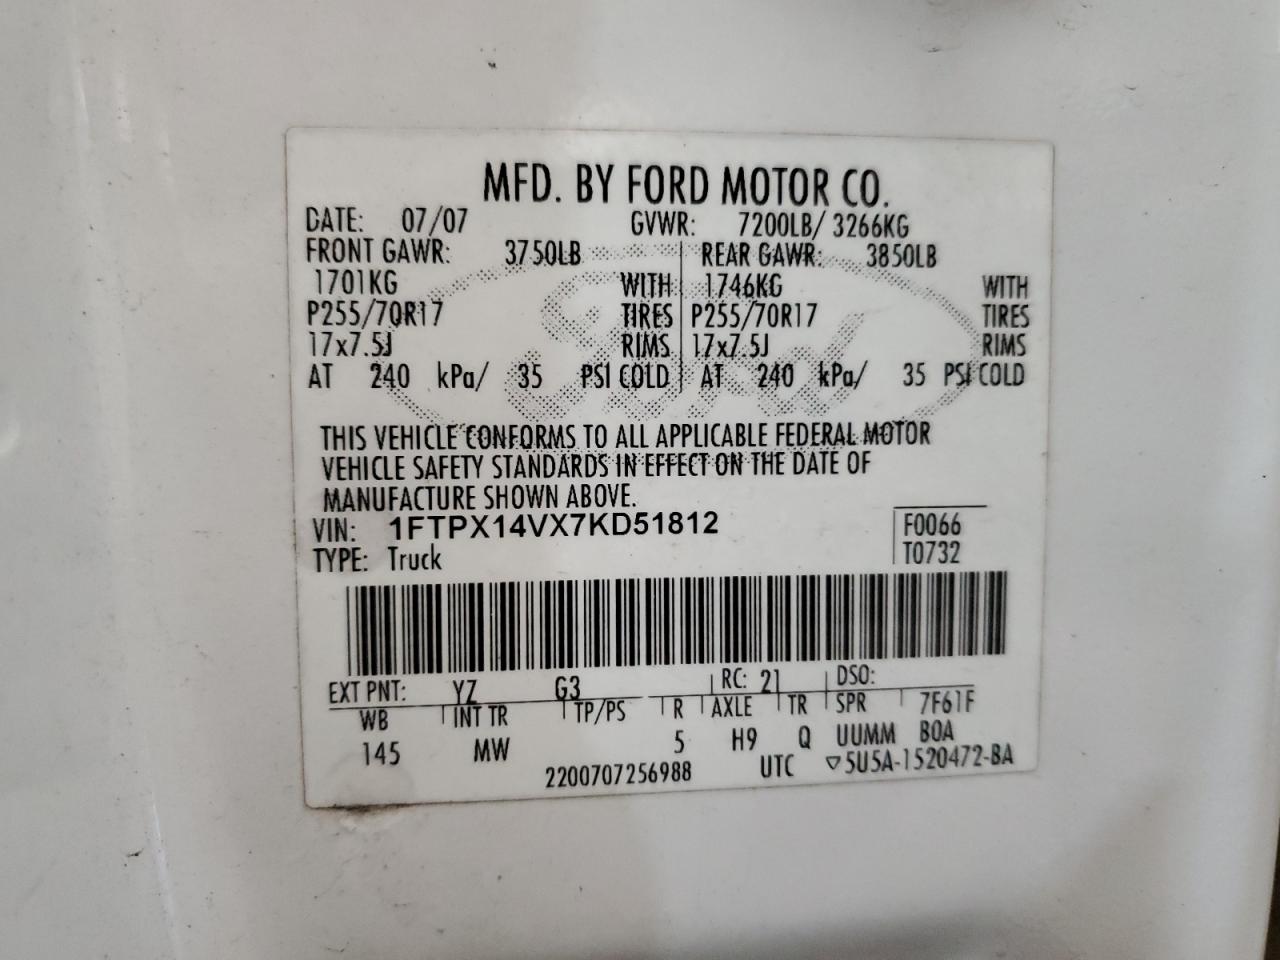 MFD. BY FORD MOTOR CO.
DATE: 07/07 GVWR: 7200LB/ 3266KG
FRONT GAWR: 3750LB REAR GAWR: 3850LB
1701KG WITH 1746KG WITH
P255/70R17 TIRES P255/70R17 TIRES
17x7.5J RIMS 17x7.5J RIMS
AT 240 kPa/ 35 PSI COLD AT 240 kPa/ 35 PSI COLD
Ford
THIS VEHICLE CONFORMS TO ALL APPLICABLE FEDERAL MOTOR
VEHICLE SAFETY STANDARDS IN EFFECT ON THE DATE OF
MANUFACTURE SHOWN ABOVE.
VIN: 1FTPX14VX7KD51812 F0066
TYPE: Truck T0732
EXT PNT: YZ G3 RC: 21 DSO:
WB INT TR TP/PS R AXLE TR SPR 7F61F
145 MW 5 H9 Q UUMM B0A
2200707256988 UTC ▽5U5A-1520472-BA